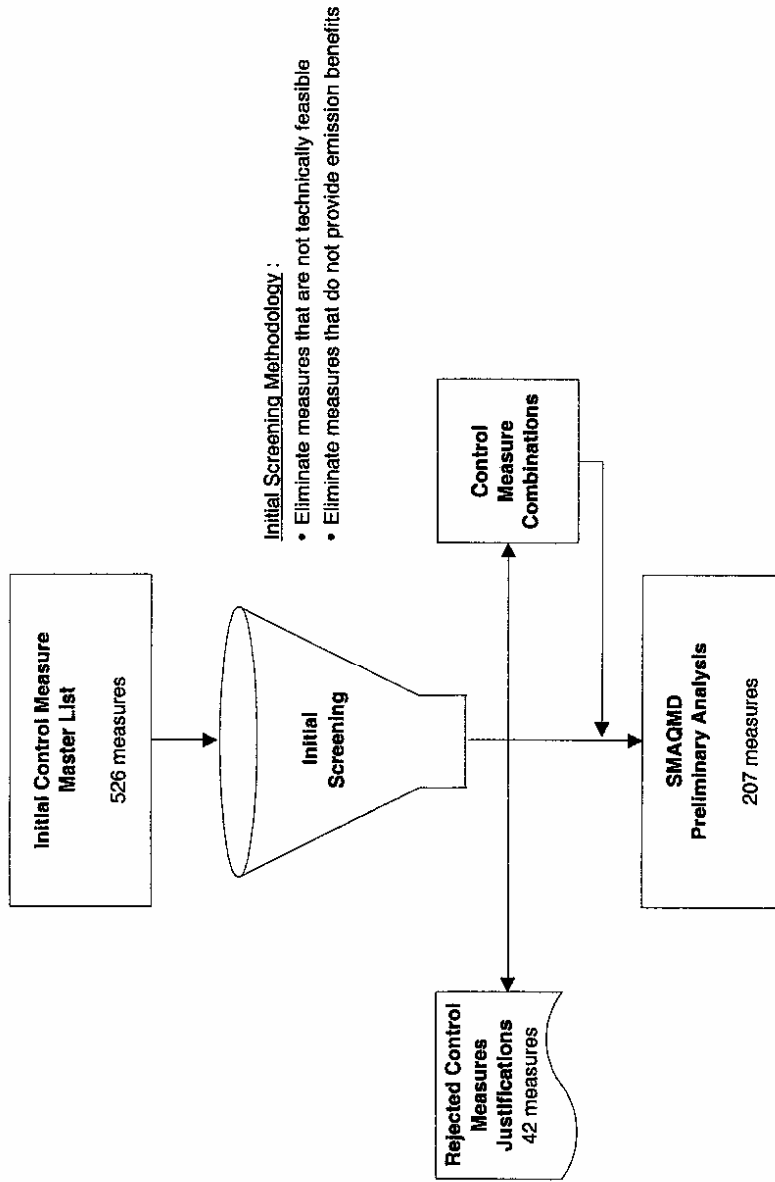 Initial Control Measure
Master List
526 measures
Initial
Screening
Initial Screening Methodology :
• Eliminate measures that are not technically feasible
• Eliminate measures that do not provide emission benefits
Rejected Control
Measures
Justifications
42 measures
Control
Measure
Combinations
SMAQMD
Preliminary Analysis
207 measures